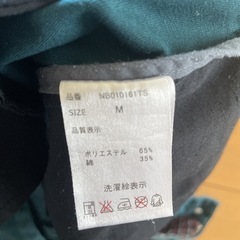 品番 NB010161TS
SIZE M
品質表示
ポリエステル 65%
綿 35%
洗濯絵表示